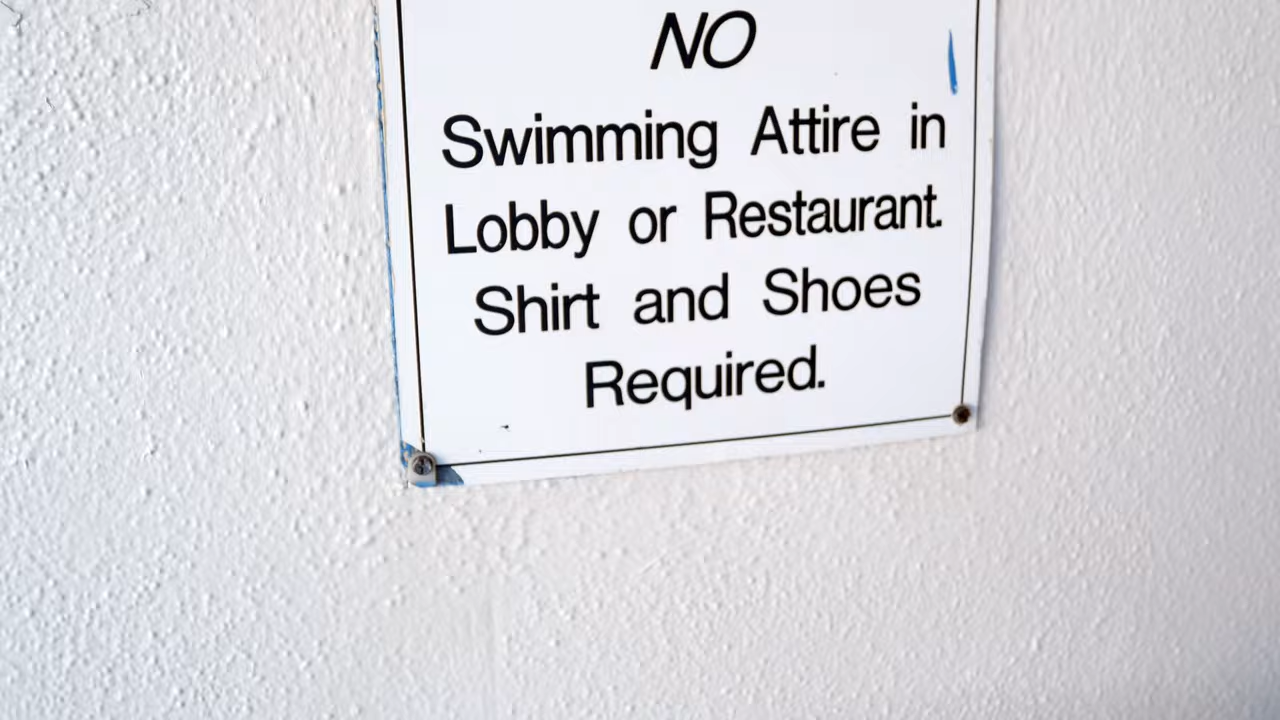 NO
Swimming Attire in
Lobby or Restaurant.
Shirt and Shoes
Required.